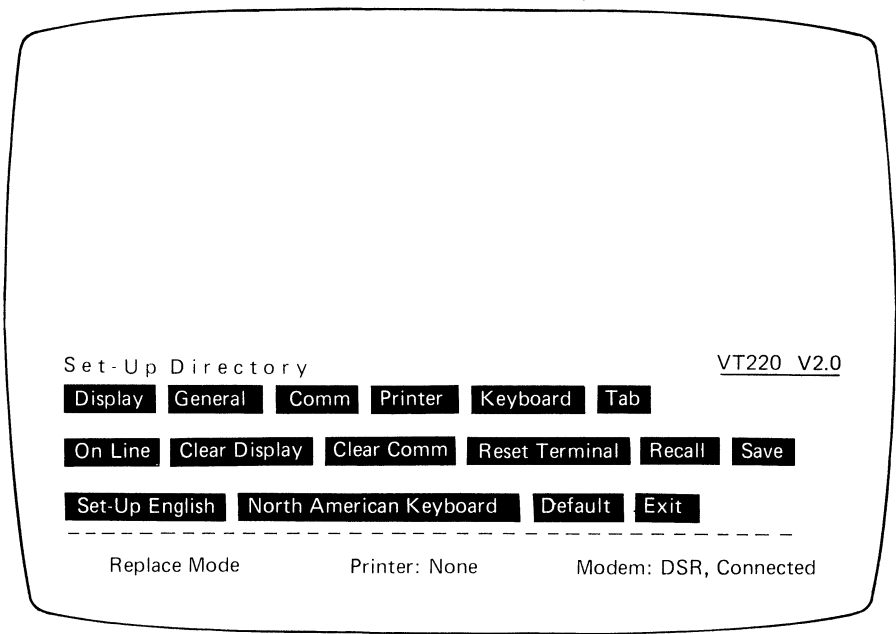 Set-Up Directory VT220 V2.0
Display General Comm Printer Keyboard Tab
On Line Clear Display Clear Comm Reset Terminal Recall Save
Set-Up English North American Keyboard Default Exit
Replace Mode Printer: None Modem: DSR, Connected